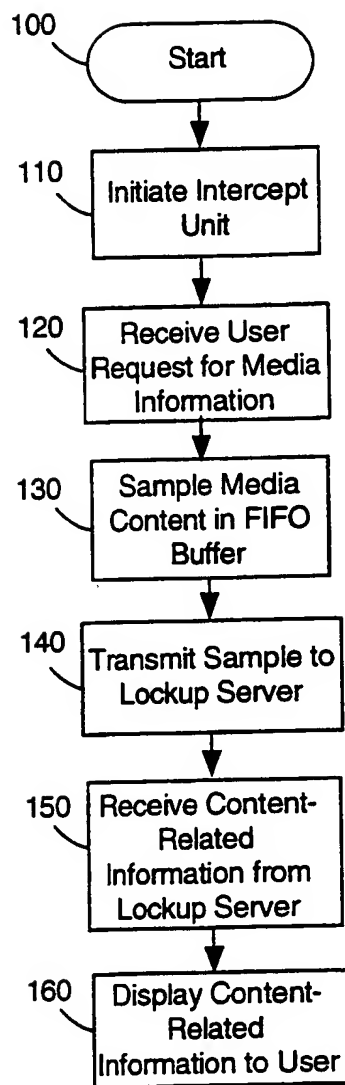 100
Start
110
Initiate Intercept
Unit
120
Receive User
Request for Media
Information
130
Sample Media
Content in FIFO
Buffer
140
Transmit Sample to
Lockup Server
150
Receive Content-
Related
Information from
Lockup Server
160
Display Content-
Related
Information to User